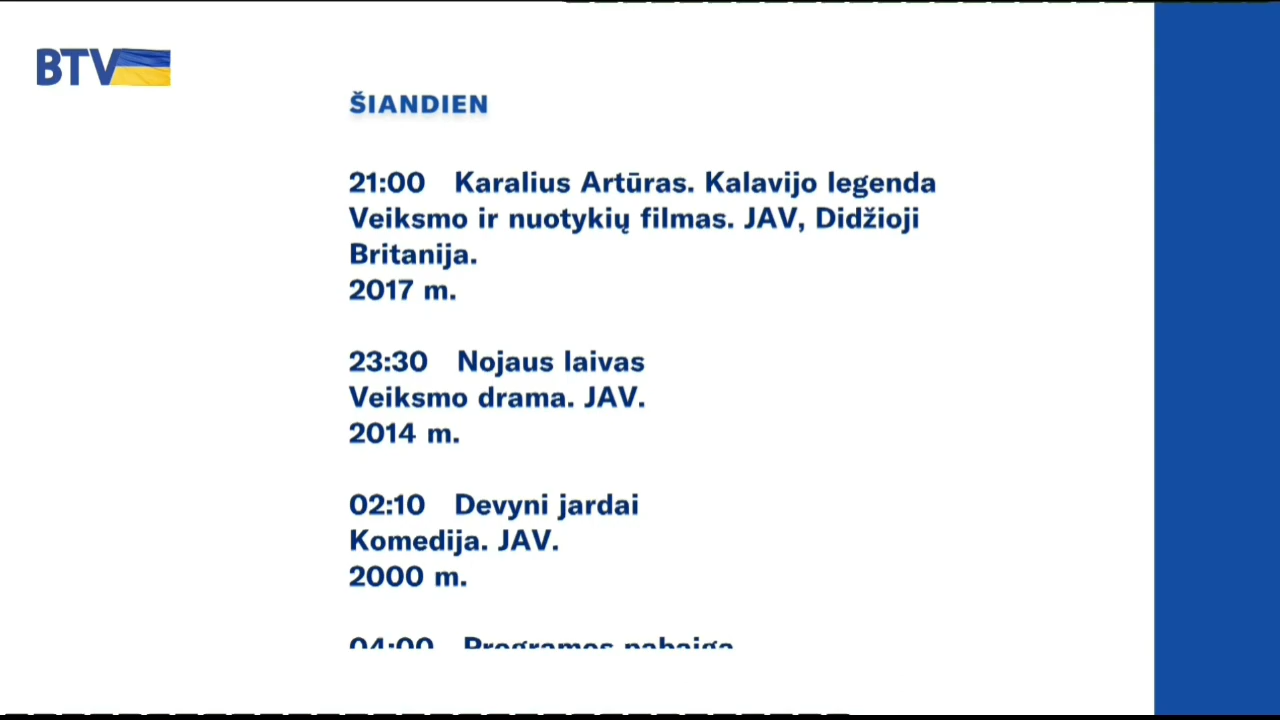 BTV
ŠIANDIEN
21:00 Karalius Artūras. Kalavijo legenda
Veiksmo ir nuotykių filmas. JAV, Didžioji
Britanija.
2017 m.
23:30 Nojaus laivas
Veiksmo drama. JAV.
2014 m.
02:10 Devyni jardai
Komedija. JAV.
2000 m.
04:00 Programos pabaiga